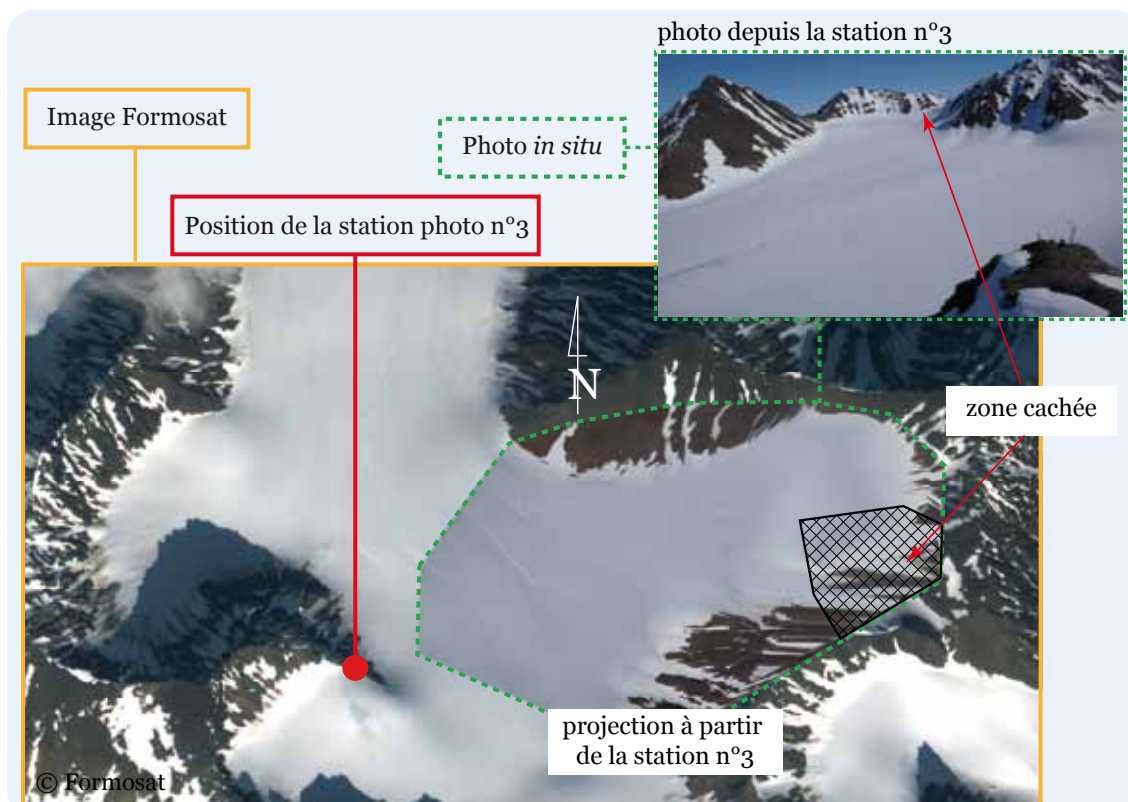 photo depuis la station n°3
Image Formosat
Photo in situ
Position de la station photo n°3
N
zone cachée
projection à partir
de la station n°3
© Formosat